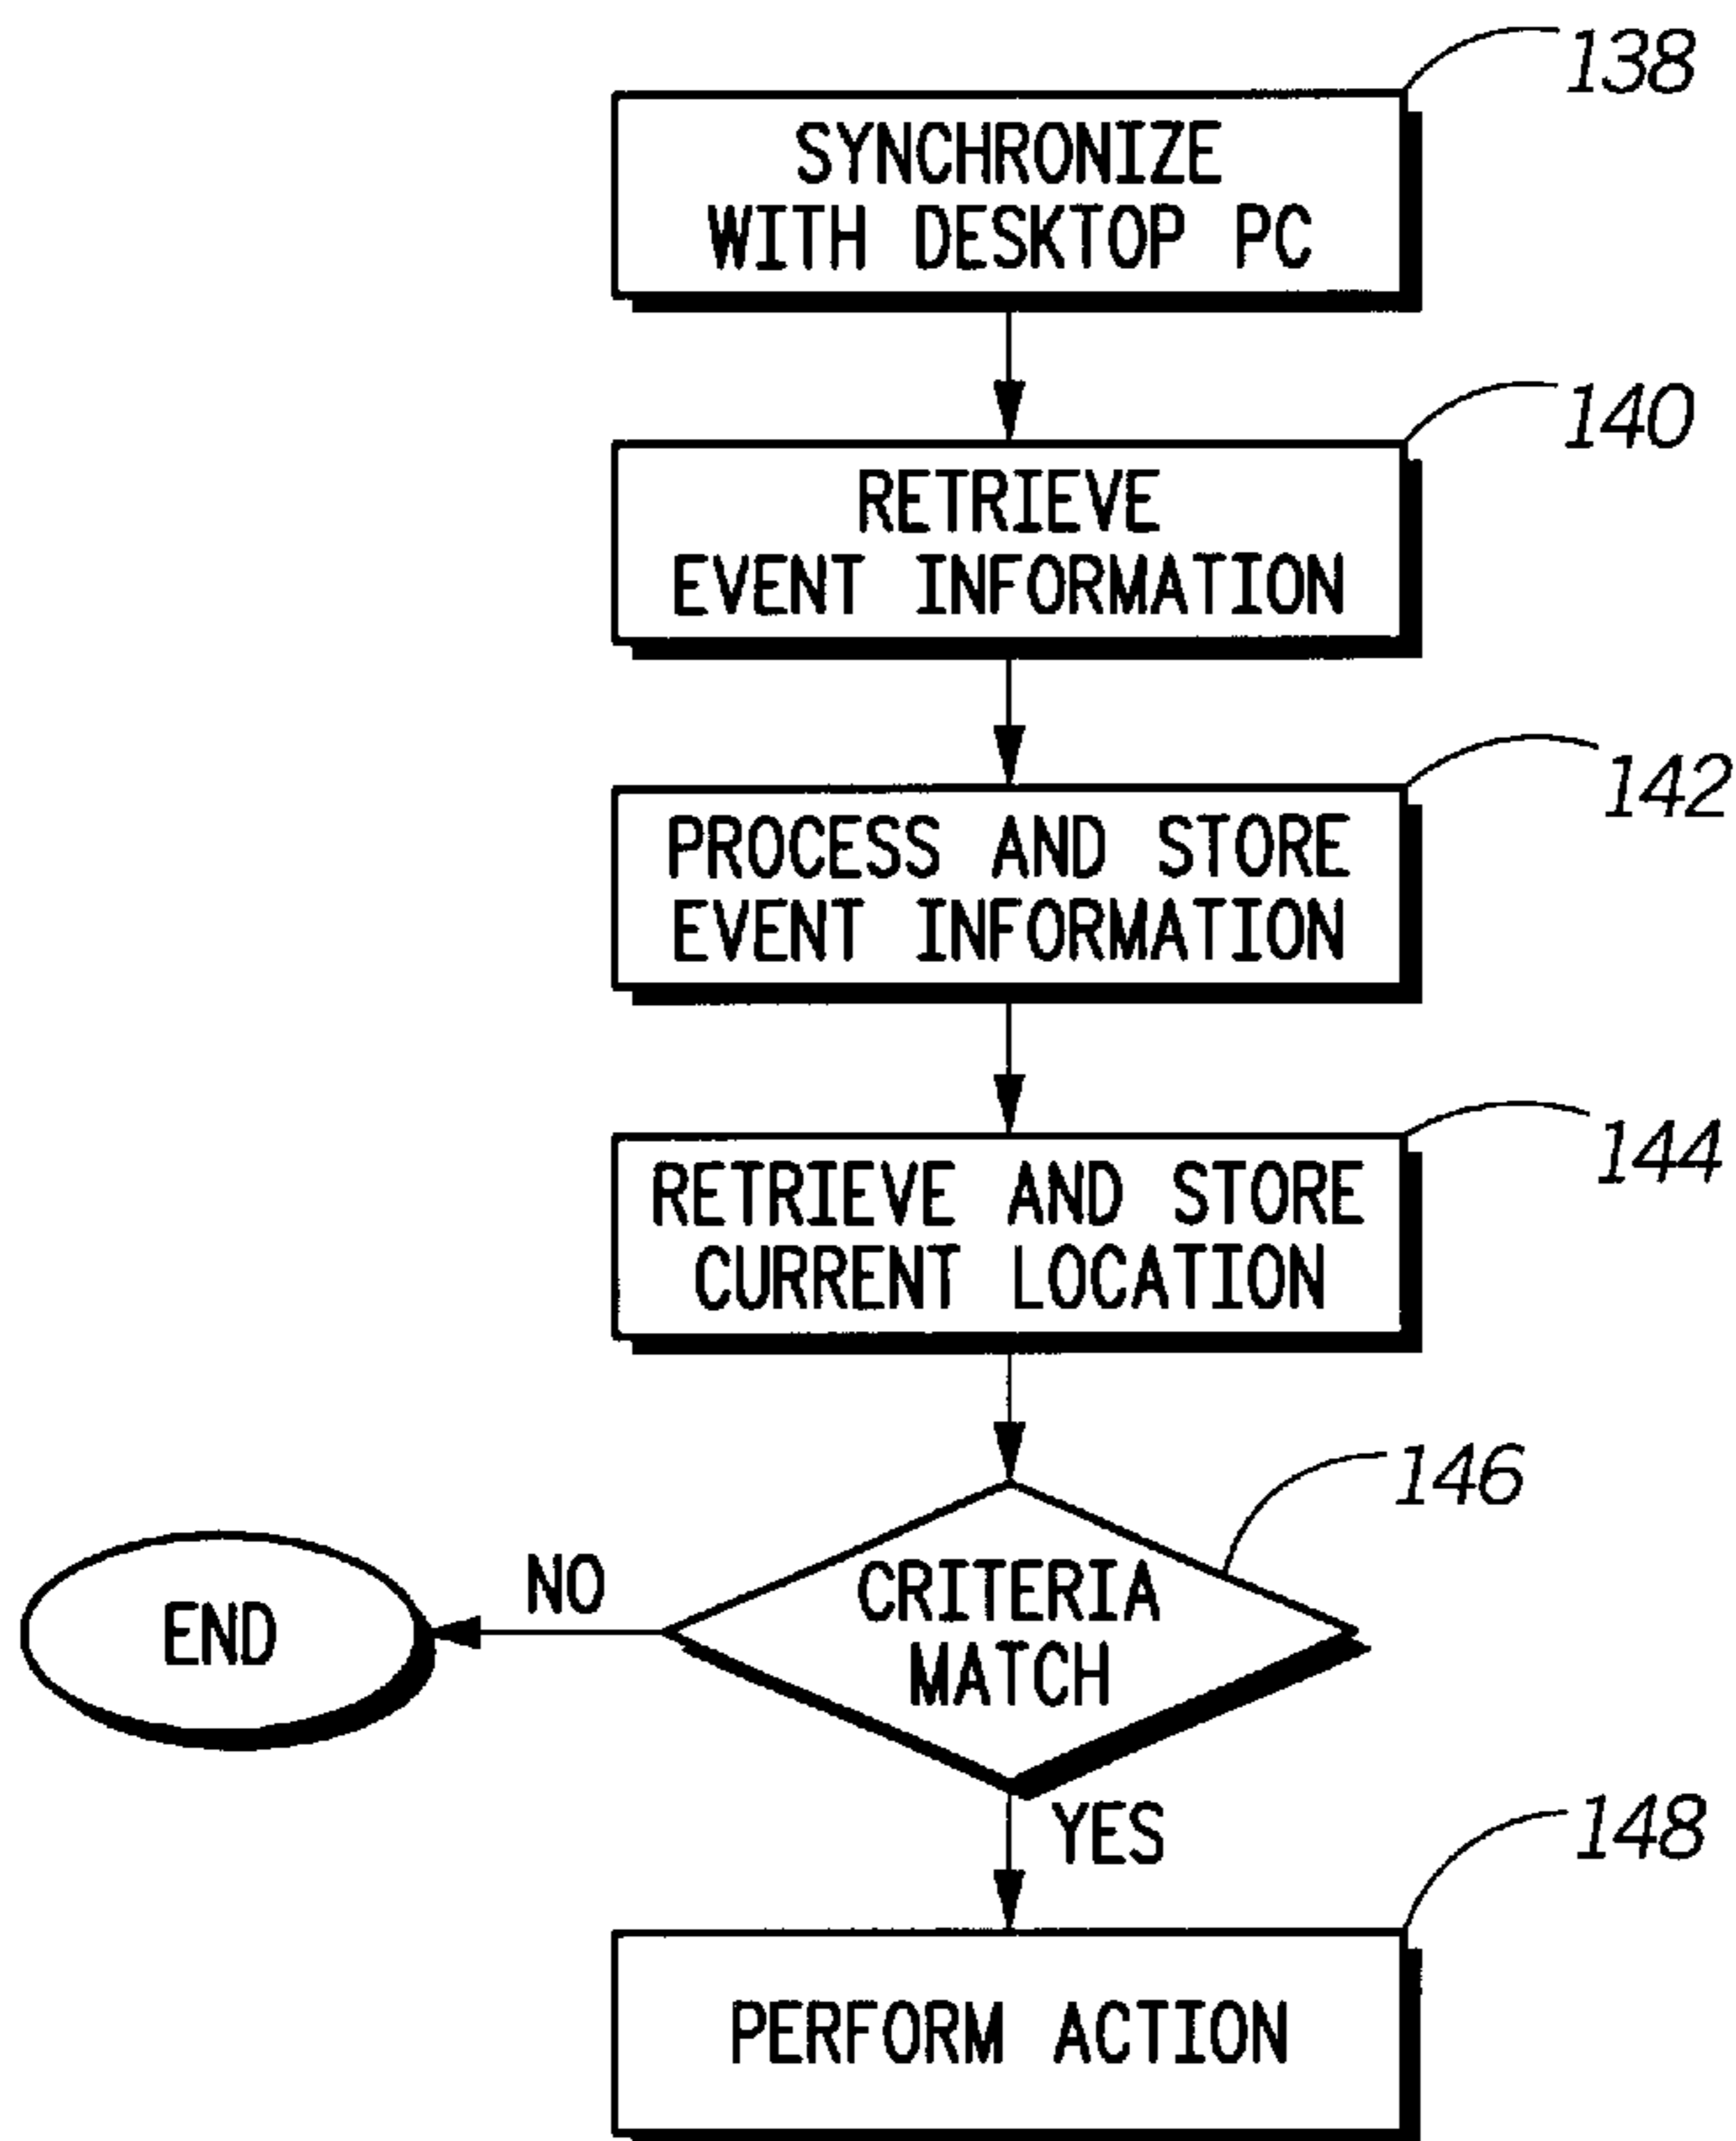 138
SYNCHRONIZE
WITH DESKTOP PC
140
RETRIEVE
EVENT INFORMATION
142
PROCESS AND STORE
EVENT INFORMATION
144
RETRIEVE AND STORE
CURRENT LOCATION
146
CRITERIA
MATCH
NO
END
YES
148
PERFORM ACTION